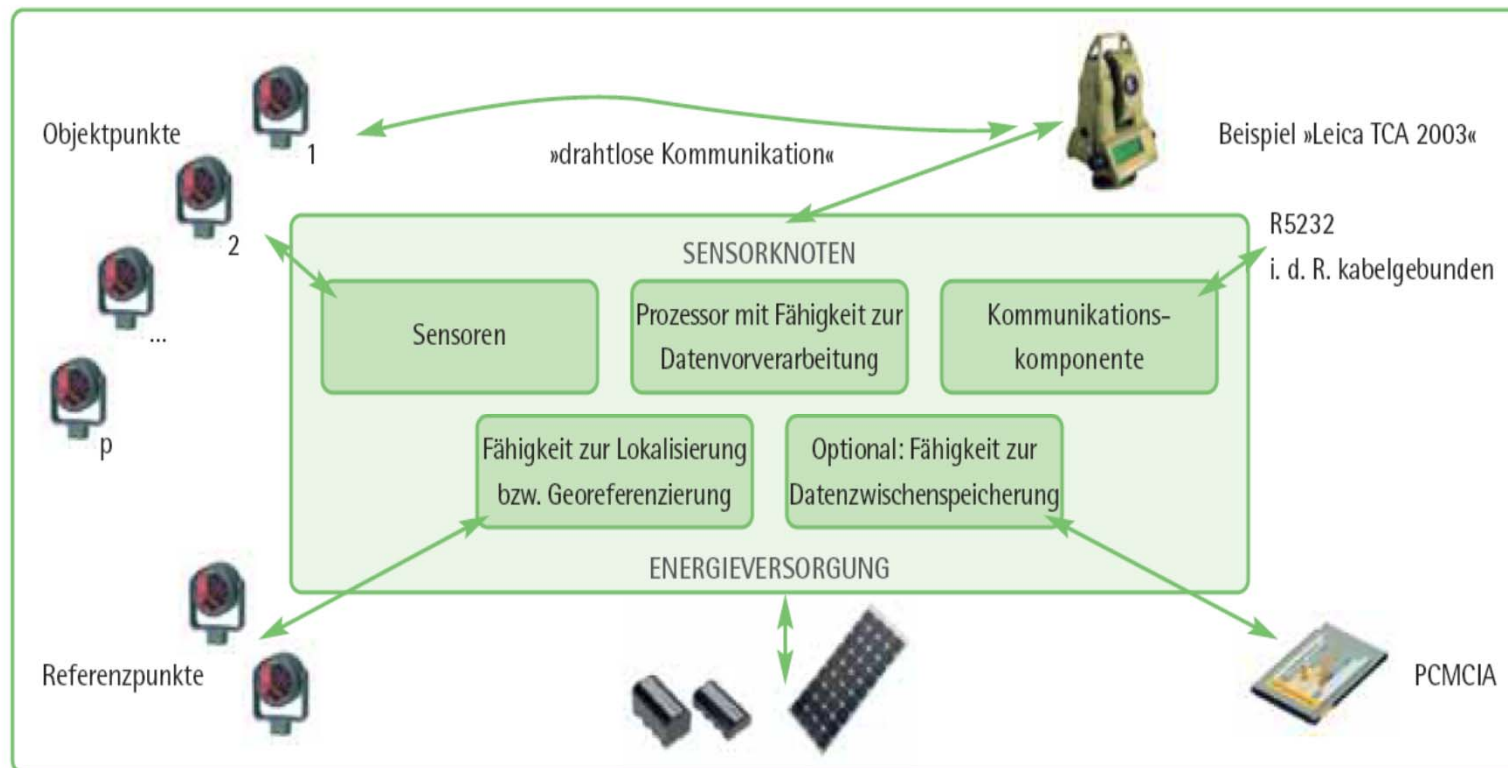 Objektpunkte
1
»drahtlose Kommunikation«
Beispiel »Leica TCA 2003«
2
...
p
R5232
i. d. R. kabelgebunden
SENSORKNOTEN
Sensoren
Prozessor mit Fähigkeit zur
Datenvorverarbeitung
Kommunikations-
komponente
Fähigkeit zur Lokalisierung
bzw. Georeferenzierung
Optional: Fähigkeit zur
Datenzwischenspeicherung
ENERGIEVERSORGUNG
Referenzpunkte
PCMCIA